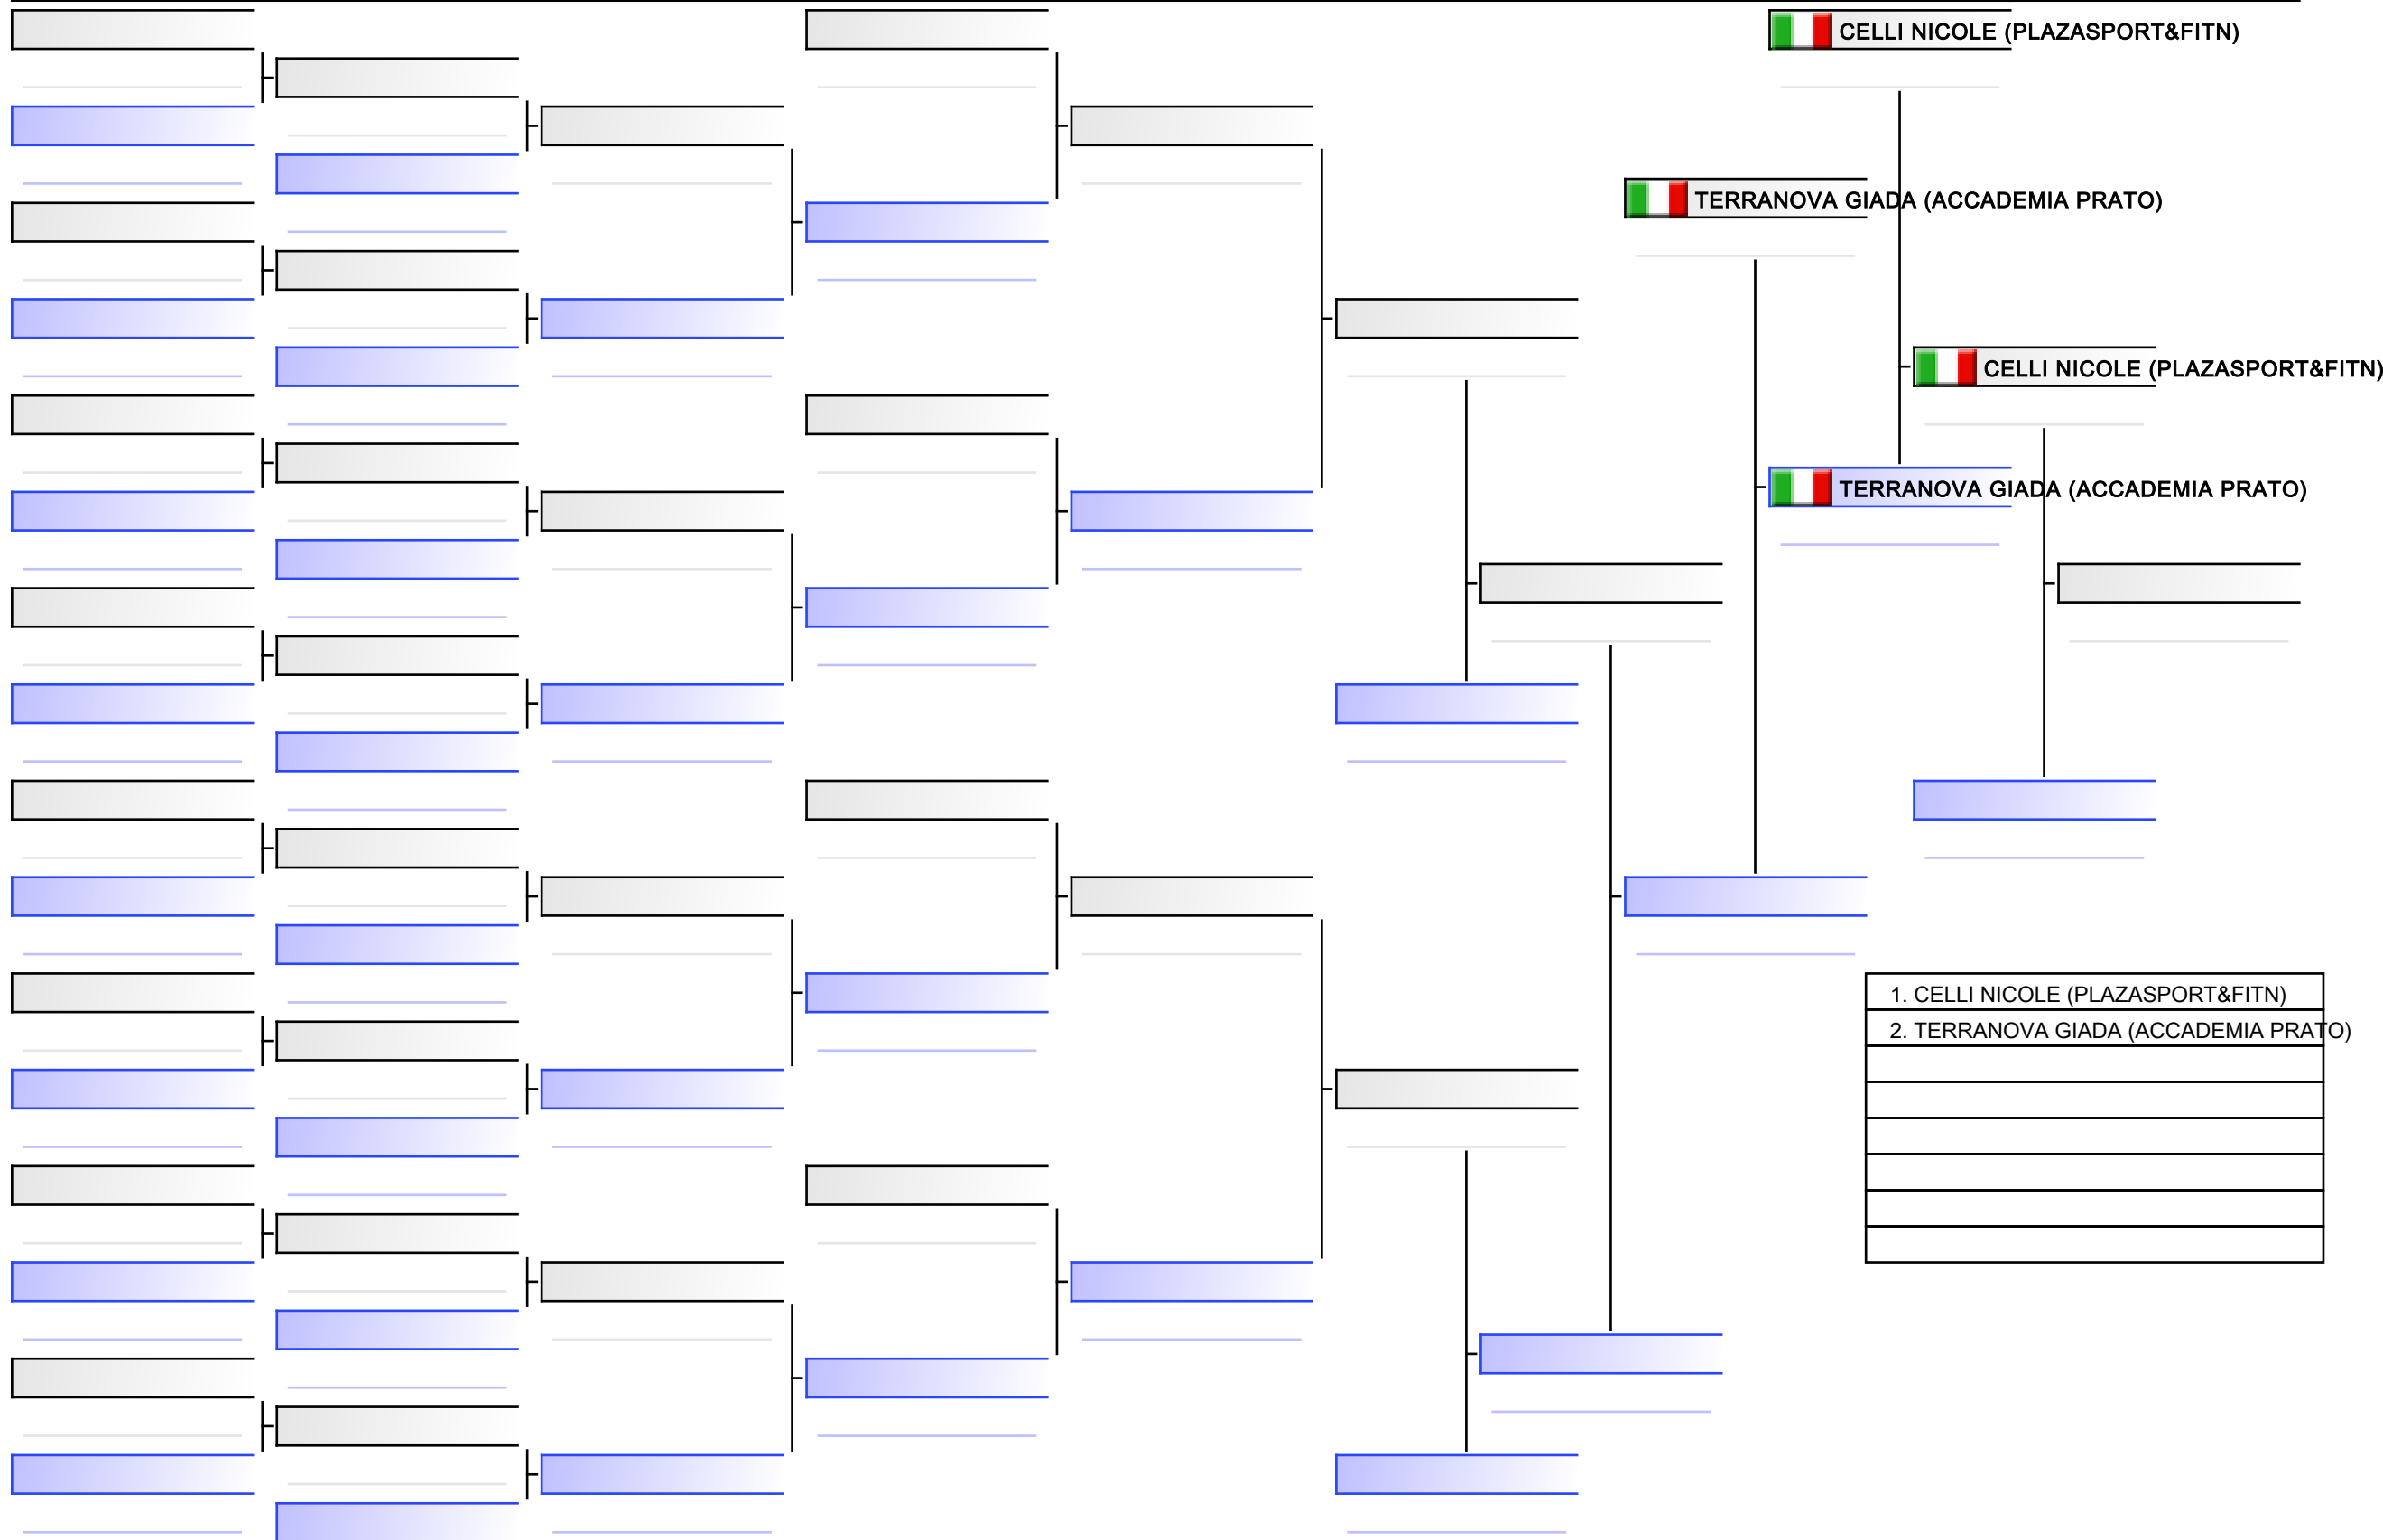 CELLI NICOLE (PLAZASPORT&FITN)
TERRANOVA GIADA (ACCADEMIA PRATO)
CELLI NICOLE (PLAZASPORT&FITN)
TERRANOVA GIADA (ACCADEMIA PRATO)
1. CELLI NICOLE (PLAZASPORT&FITN)
2. TERRANOVA GIADA (ACCADEMIA PRATO)